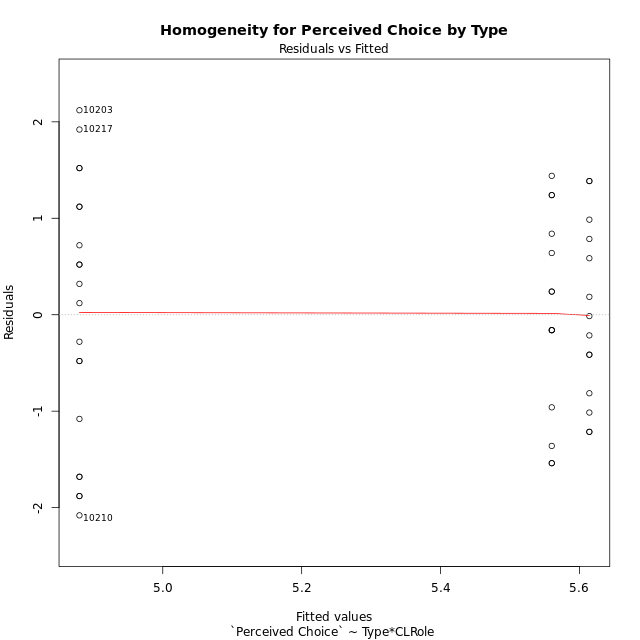 Homogeneity for Perceived Choice by Type
Residuals vs Fitted
10203
10217
10210
2
1
0
-1
-2
Residuals
5.0 5.2 5.4 5.6
Fitted values
`Perceived Choice` ~ Type*CLRole